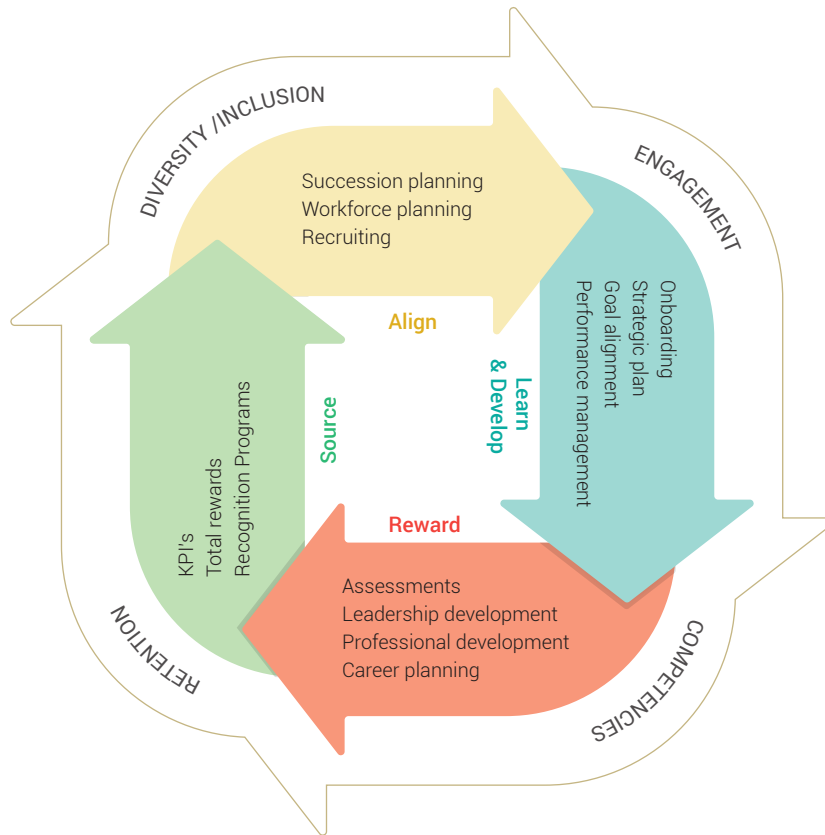 DIVERSITY /INCLUSION
ENGAGEMENT
Succession planning
Workforce planning
Recruiting
Align
Onboarding
Strategic plan
Goal alignment
Performance management
Learn
& Develop
Source
KPI's
Total rewards
Recognition Programs
Reward
Assessments
Leadership development
Professional development
Career planning
RETENTION
COMPETENCIES